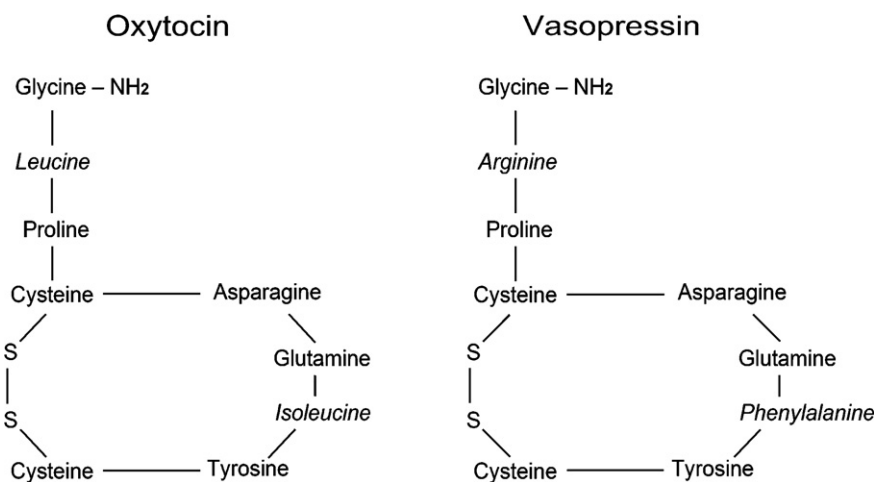 Oxytocin
Glycine – NH2
Leucine
Proline
Cysteine
Asparagine
S
Glutamine
S
Isoleucine
Cysteine
Tyrosine
Vasopressin
Glycine – NH2
Arginine
Proline
Cysteine
Asparagine
S
Glutamine
S
Phenylalanine
Cysteine
Tyrosine